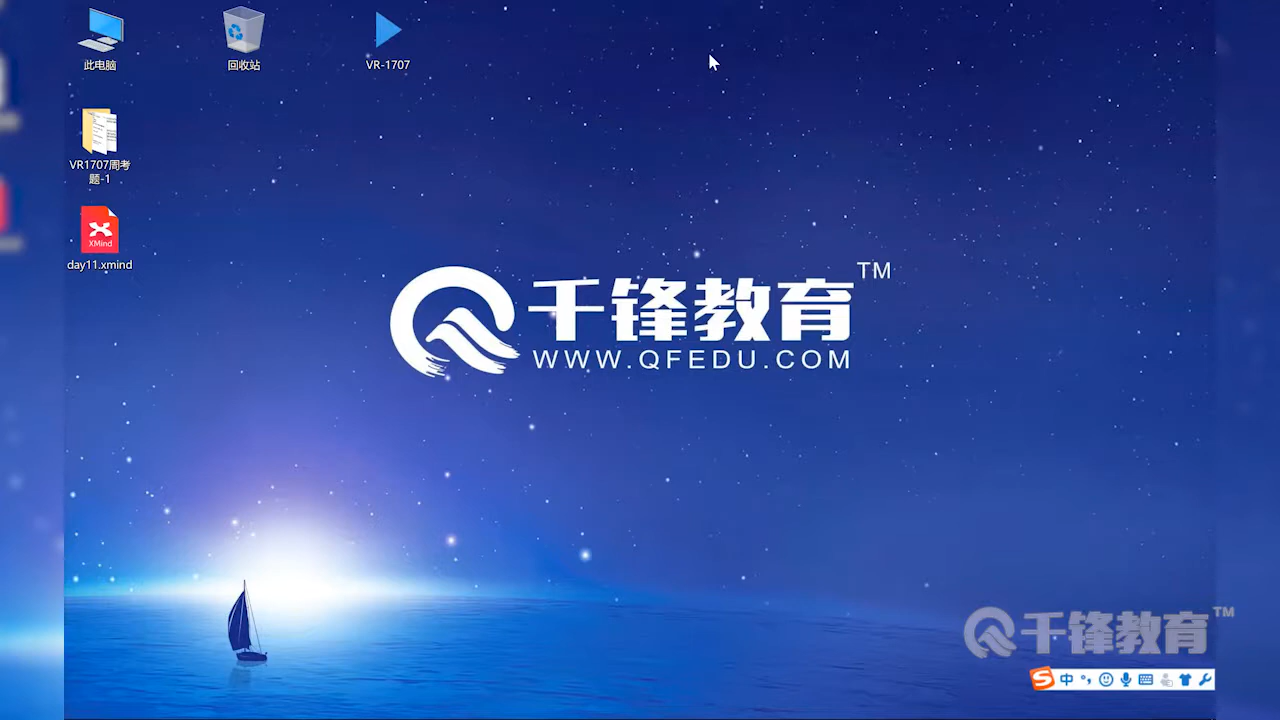 此电脑
回收站
VR-1707
VR1707周考
题-1
XMind
day11.xmind
千锋教育TM
WWW.QFEDU.COM
千锋教育TM
中